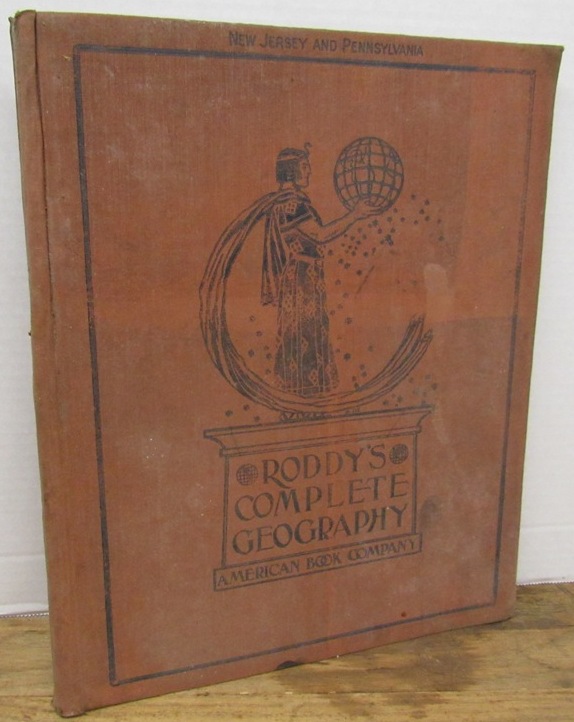 NEW JERSEY AND PENNSYLVANIA
RODDY'S
COMPLETE
GEOGRAPHY
AMERICAN BOOK COMPANY